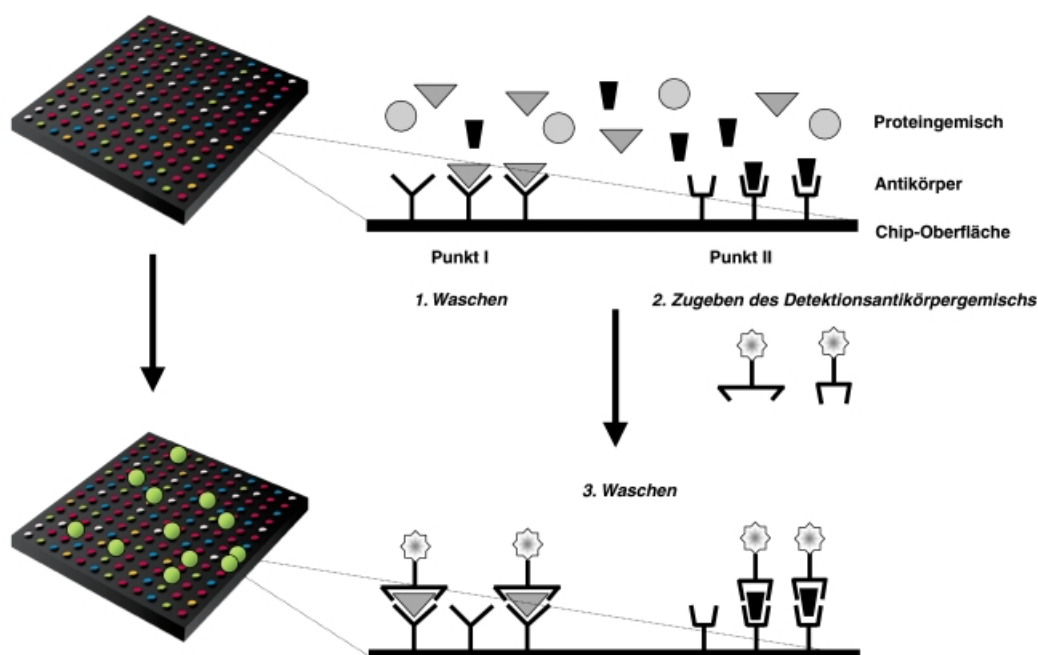 Proteingemisch
Antikörper
Chip-Oberfläche
Punkt I
Punkt II
1. Waschen
2. Zugeben des Detektionsantikörpergemischs
3. Waschen